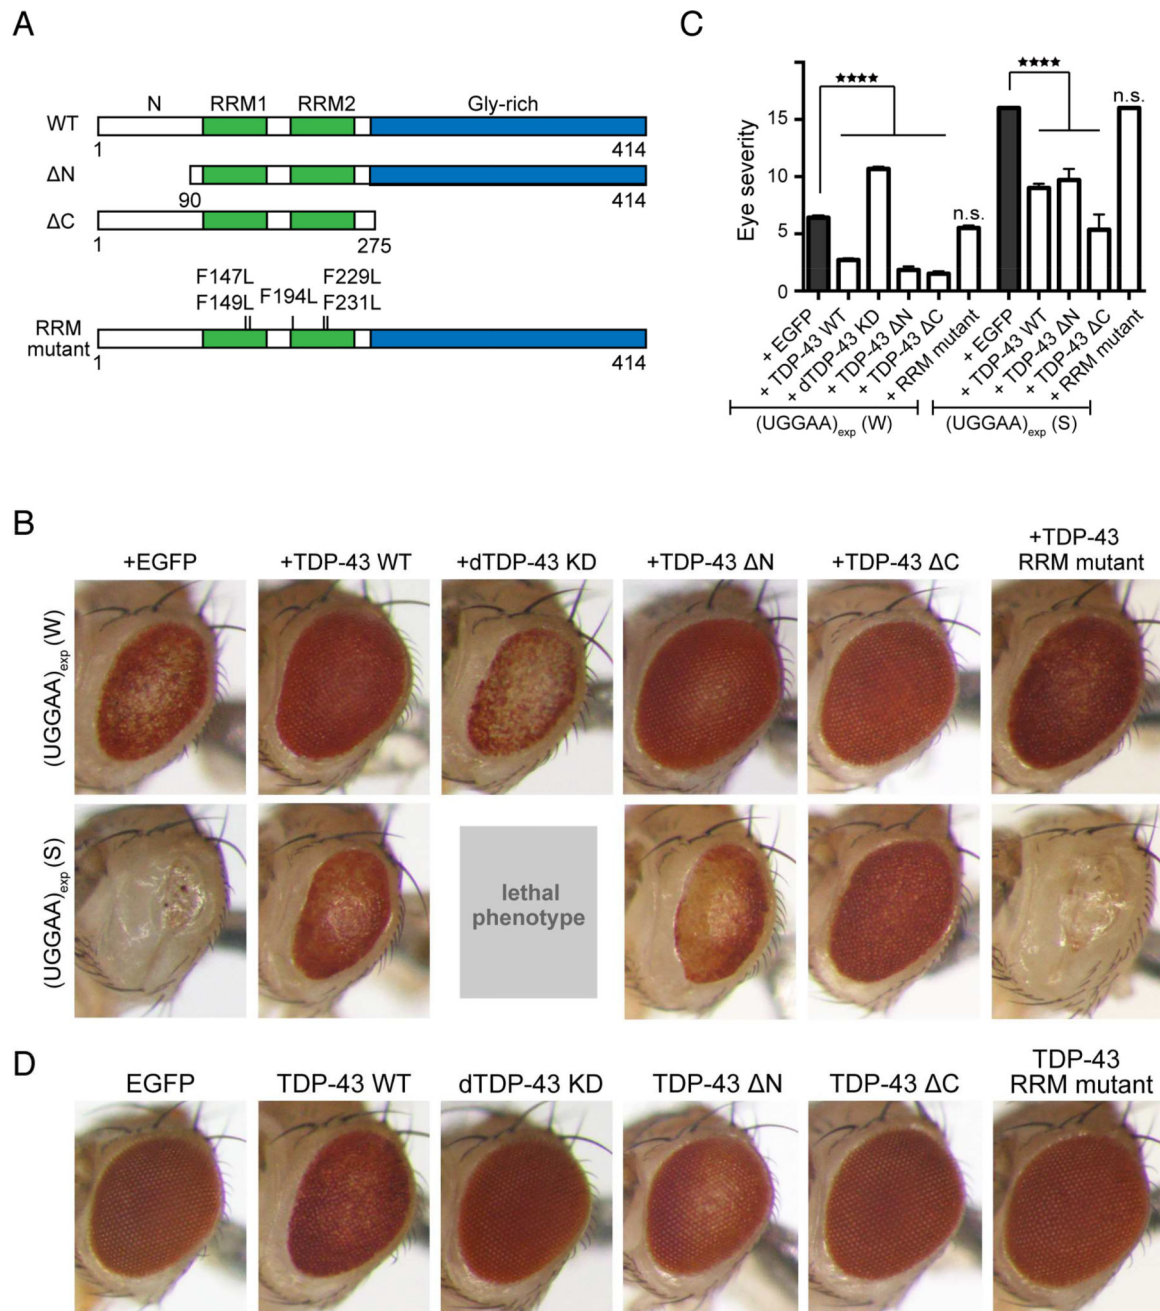 A
N RRM1 RRM2 Gly-rich
WT
1 414
ΔN
90 414
ΔC
1 275
F147L F229L
F149L F194L F231L
RRM
mutant
1 414
C
Eye severity
15
10
5
0
★★★★
n.s.
★★★★
n.s.
+ EGFP
+ TDP-43 WT
+ dTDP-43 KD
+ TDP-43 ΔN
+ TDP-43 ΔC
+ RRM mutant
+ EGFP
+ TDP-43 WT
+ TDP-43 ΔN
+ TDP-43 ΔC
+ RRM mutant
(UGGAA)exp (W)
(UGGAA)exp (S)
B
+EGFP
+TDP-43 WT
+dTDP-43 KD
+TDP-43 ΔN
+TDP-43 ΔC
+TDP-43
RRM mutant
(UGGAA)exp (W)
(UGGAA)exp (S)
lethal
phenotype
D
EGFP
TDP-43 WT
dTDP-43 KD
TDP-43 ΔN
TDP-43 ΔC
TDP-43
RRM mutant